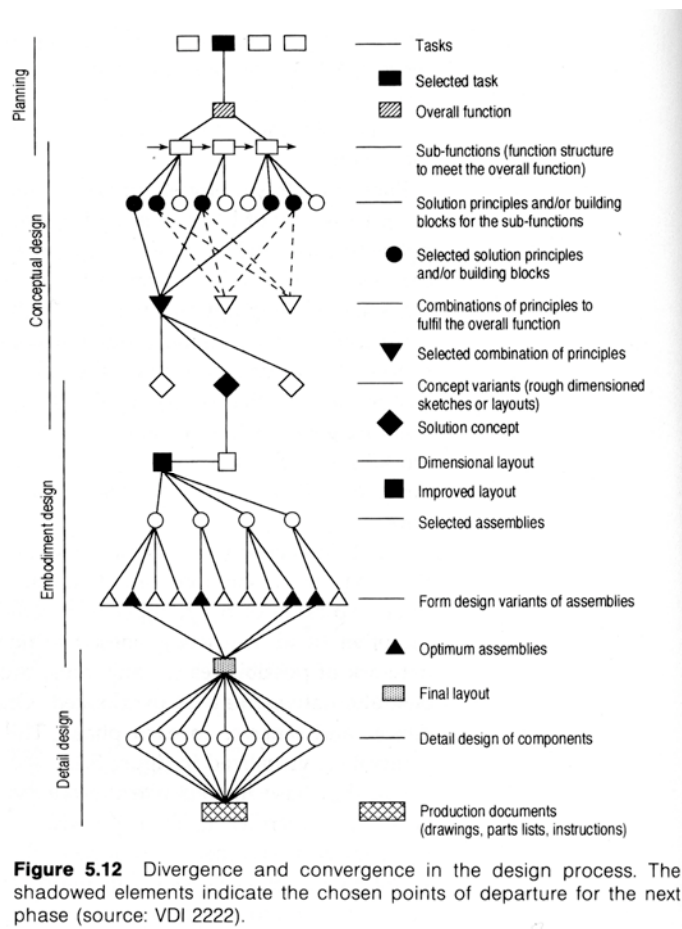 Planning
Conceptual design
Embodiment design
Detail design
Tasks
Selected task
Overall function
Sub-functions (function structure
to meet the overall function)
Solution principles and/or building
blocks for the sub-functions
Selected solution principles
and/or building blocks
Combinations of principles to
fulfil the overall function
Selected combination of principles
Concept variants (rough dimensioned
sketches or layouts)
Solution concept
Dimensional layout
Improved layout
Selected assemblies
Form design variants of assemblies
Optimum assemblies
Final layout
Detail design of components
Production documents
(drawings, parts lists, instructions)
Figure 5.12 Divergence and convergence in the design process. The
shadowed elements indicate the chosen points of departure for the next
phase (source: VDI 2222).